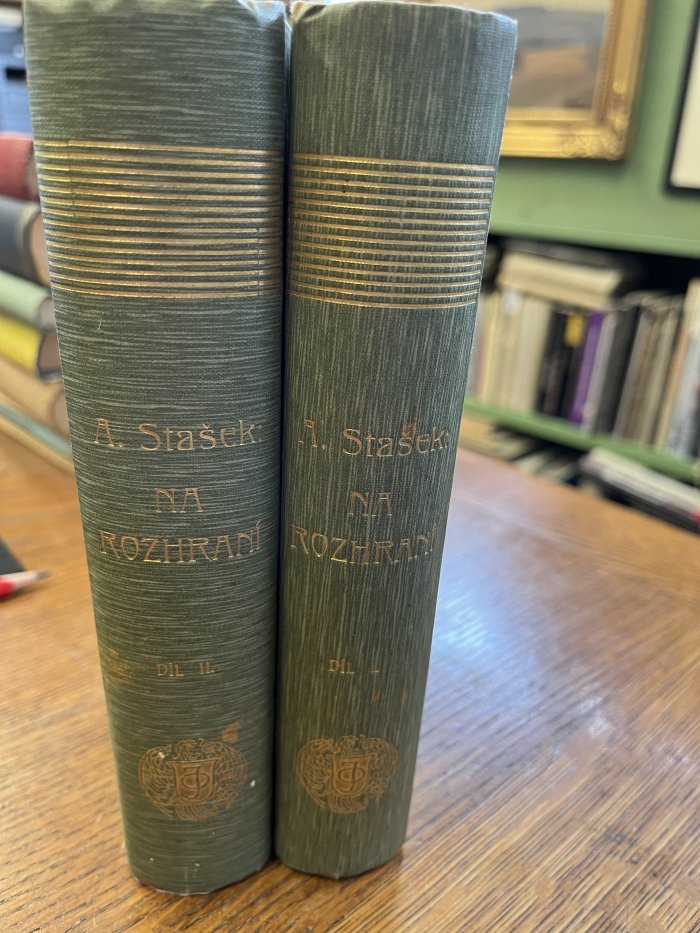 A. Stašek:
NA
ROZHRANÍ
DÍL II.
A. Stašek:
NA
ROZHRANÍ
DÍL I